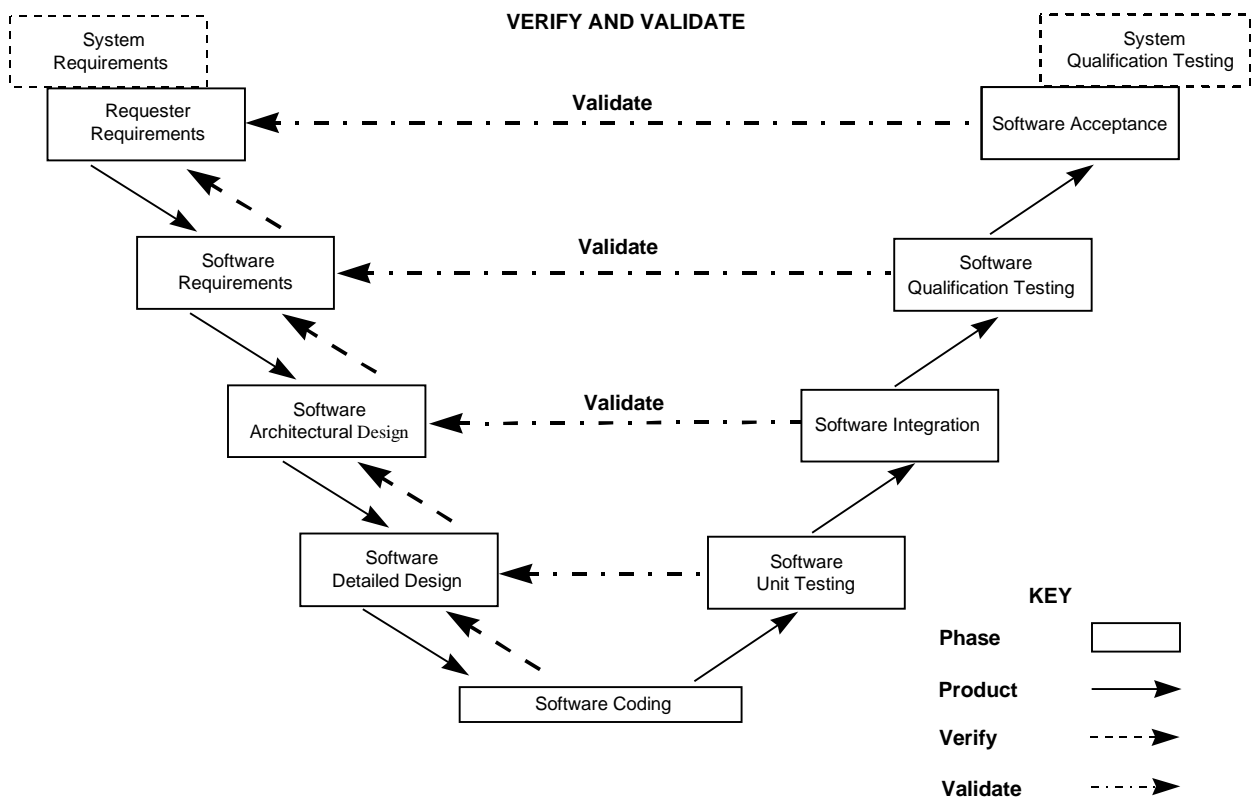 VERIFY AND VALIDATE
System
Requirements
System
Qualification Testing
Requester
Requirements
Validate
Software Acceptance
Software
Requirements
Validate
Software
Qualification Testing
Software
Architectural Design
Validate
Software Integration
Software
Detailed Design
Software
Unit Testing
Software Coding
KEY
Phase
Product
Verify
Validate